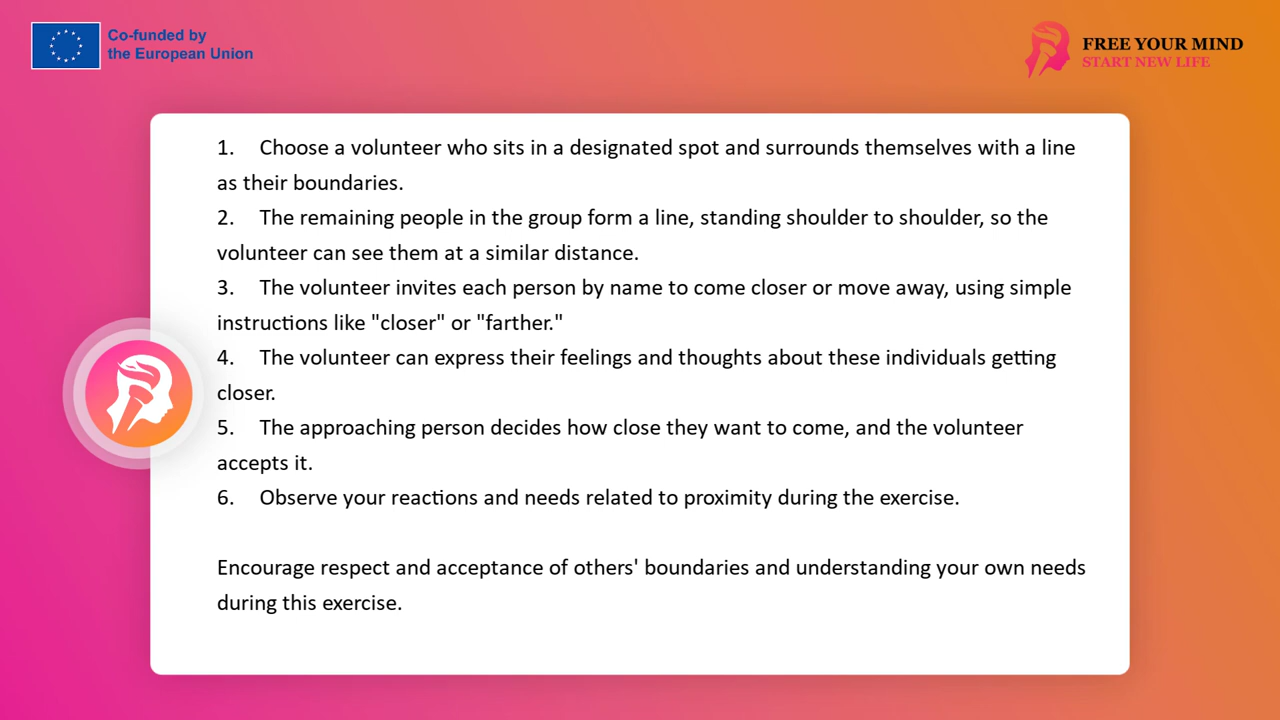 Co-funded by
the European Union
FREE YOUR MIND
START NEW LIFE
1. Choose a volunteer who sits in a designated spot and surrounds themselves with a line
as their boundaries.
2. The remaining people in the group form a line, standing shoulder to shoulder, so the
volunteer can see them at a similar distance.
3. The volunteer invites each person by name to come closer or move away, using simple
instructions like "closer" or "farther."
4. The volunteer can express their feelings and thoughts about these individuals getting
closer.
5. The approaching person decides how close they want to come, and the volunteer
accepts it.
6. Observe your reactions and needs related to proximity during the exercise.
Encourage respect and acceptance of others' boundaries and understanding your own needs
during this exercise.